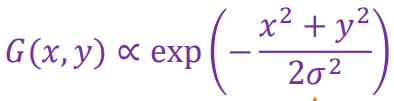 G(x, y) ∝ exp(−(x² + y²)/(2σ²))